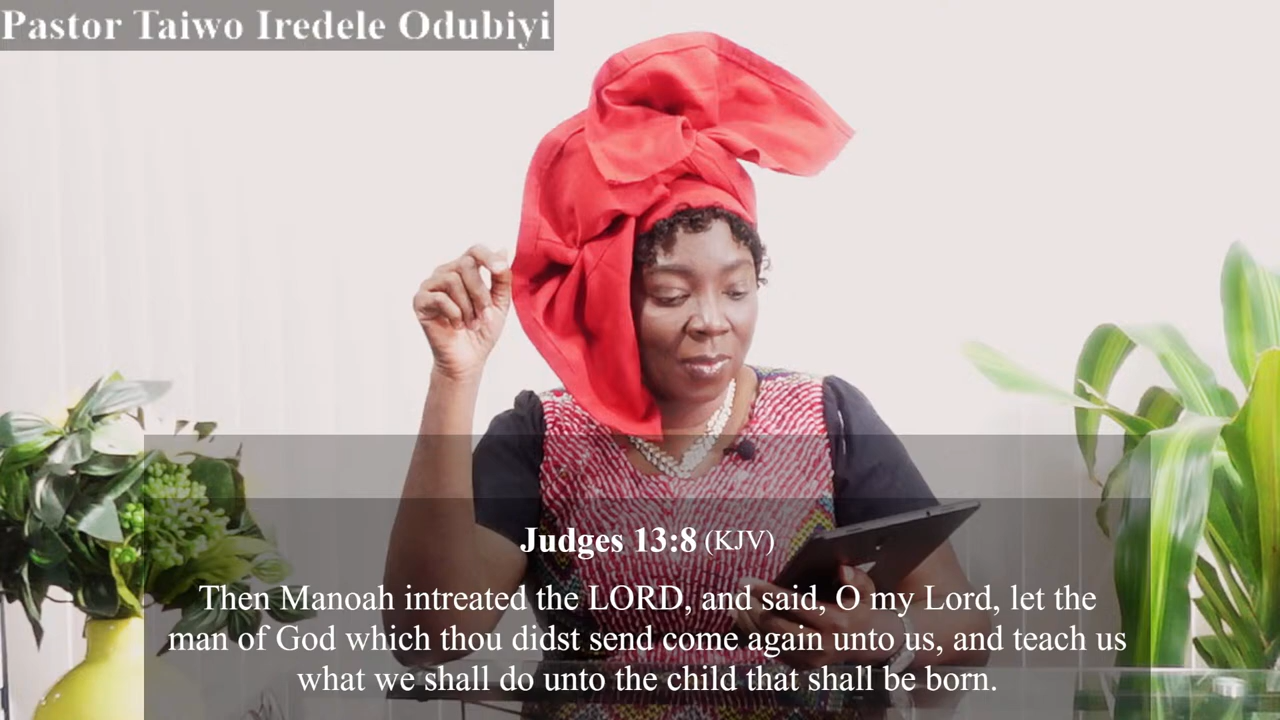 Pastor Taiwo Iredele Odubiyi
Judges 13:8 (KJV)
Then Manoah intreated the LORD, and said, O my Lord, let the
man of God which thou didst send come again unto us, and teach us
what we shall do unto the child that shall be born.